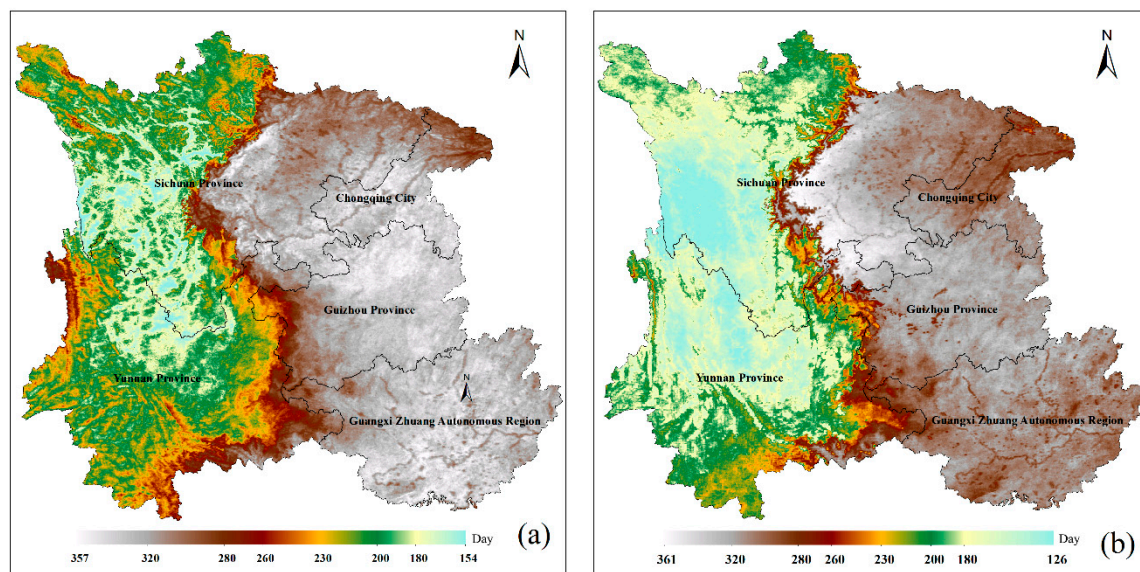 N
Sichuan Province
Chongqing City
Guizhou Province
Yunnan Province
Guangxi Zhuang Autonomous Region
Day
357 320 280 260 230 200 180 154
(a)
N
Sichuan Province
Chongqing City
Guizhou Province
Yunnan Province
Guangxi Zhuang Autonomous Region
Day
361 320 280 260 230 200 180 126
(b)